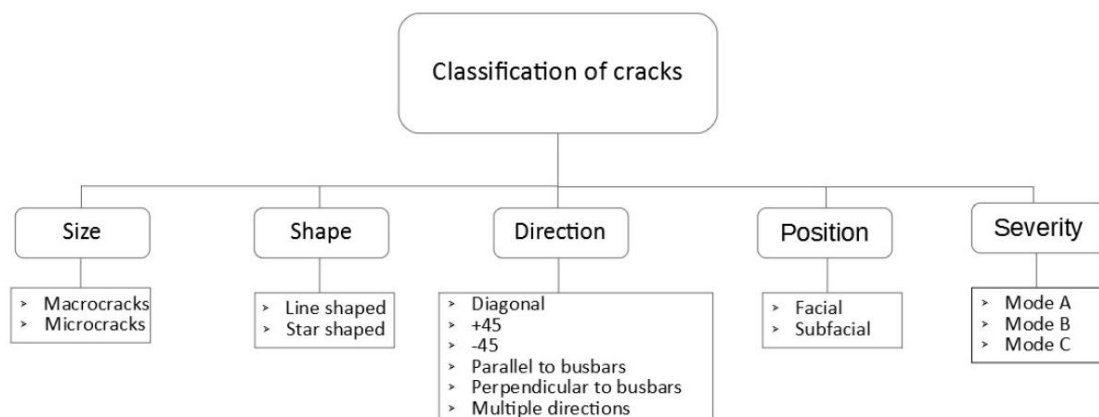 Classification of cracks
Size
Macrocracks
Microcracks
Shape
Line shaped
Star shaped
Direction
Diagonal
+45
-45
Parallel to busbars
Perpendicular to busbars
Multiple directions
Position
Facial
Subfacial
Severity
Mode A
Mode B
Mode C